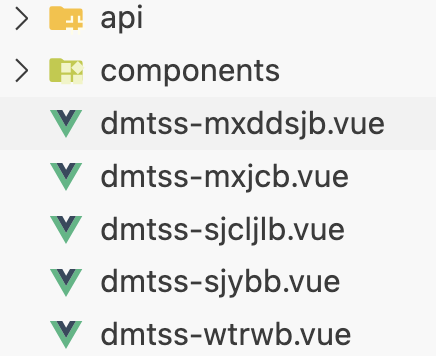 api
components
dmtss-mxddsjb.vue
dmtss-mxjcb.vue
dmtss-sjcljlb.vue
dmtss-sjybb.vue
dmtss-wtrwb.vue